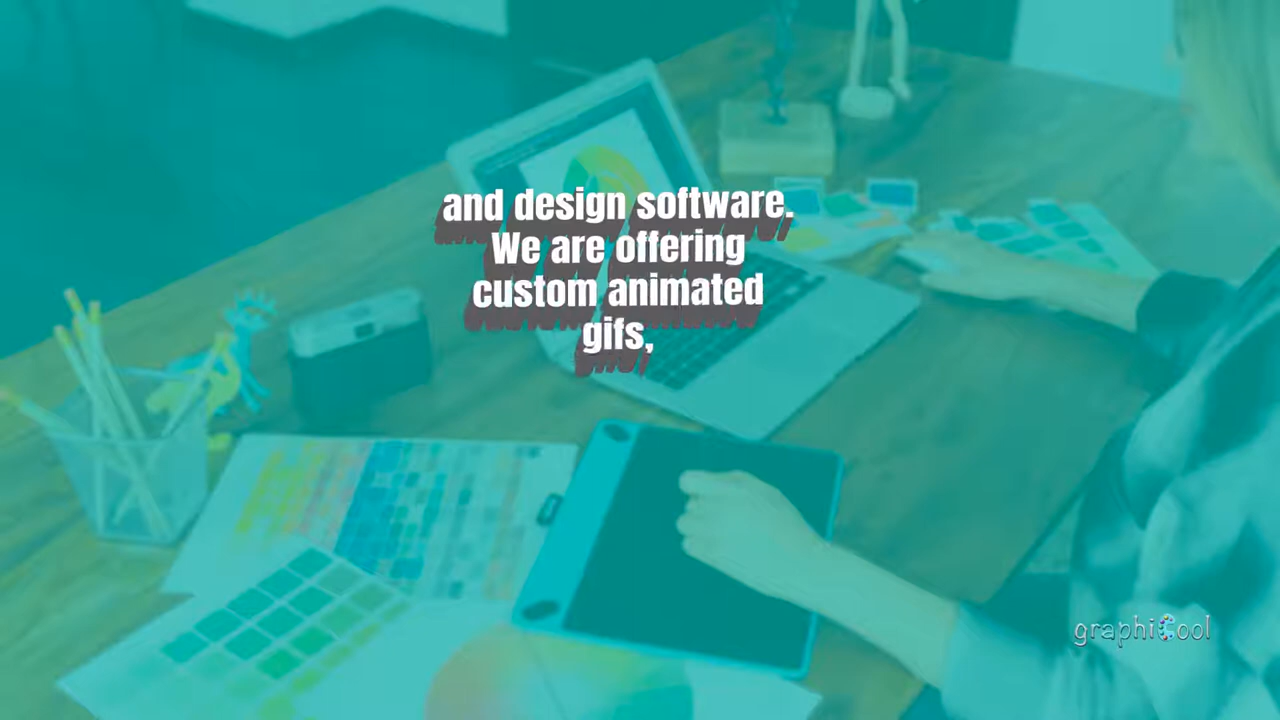 and design software.
We are offering
custom animated
gifs,
graphiCool